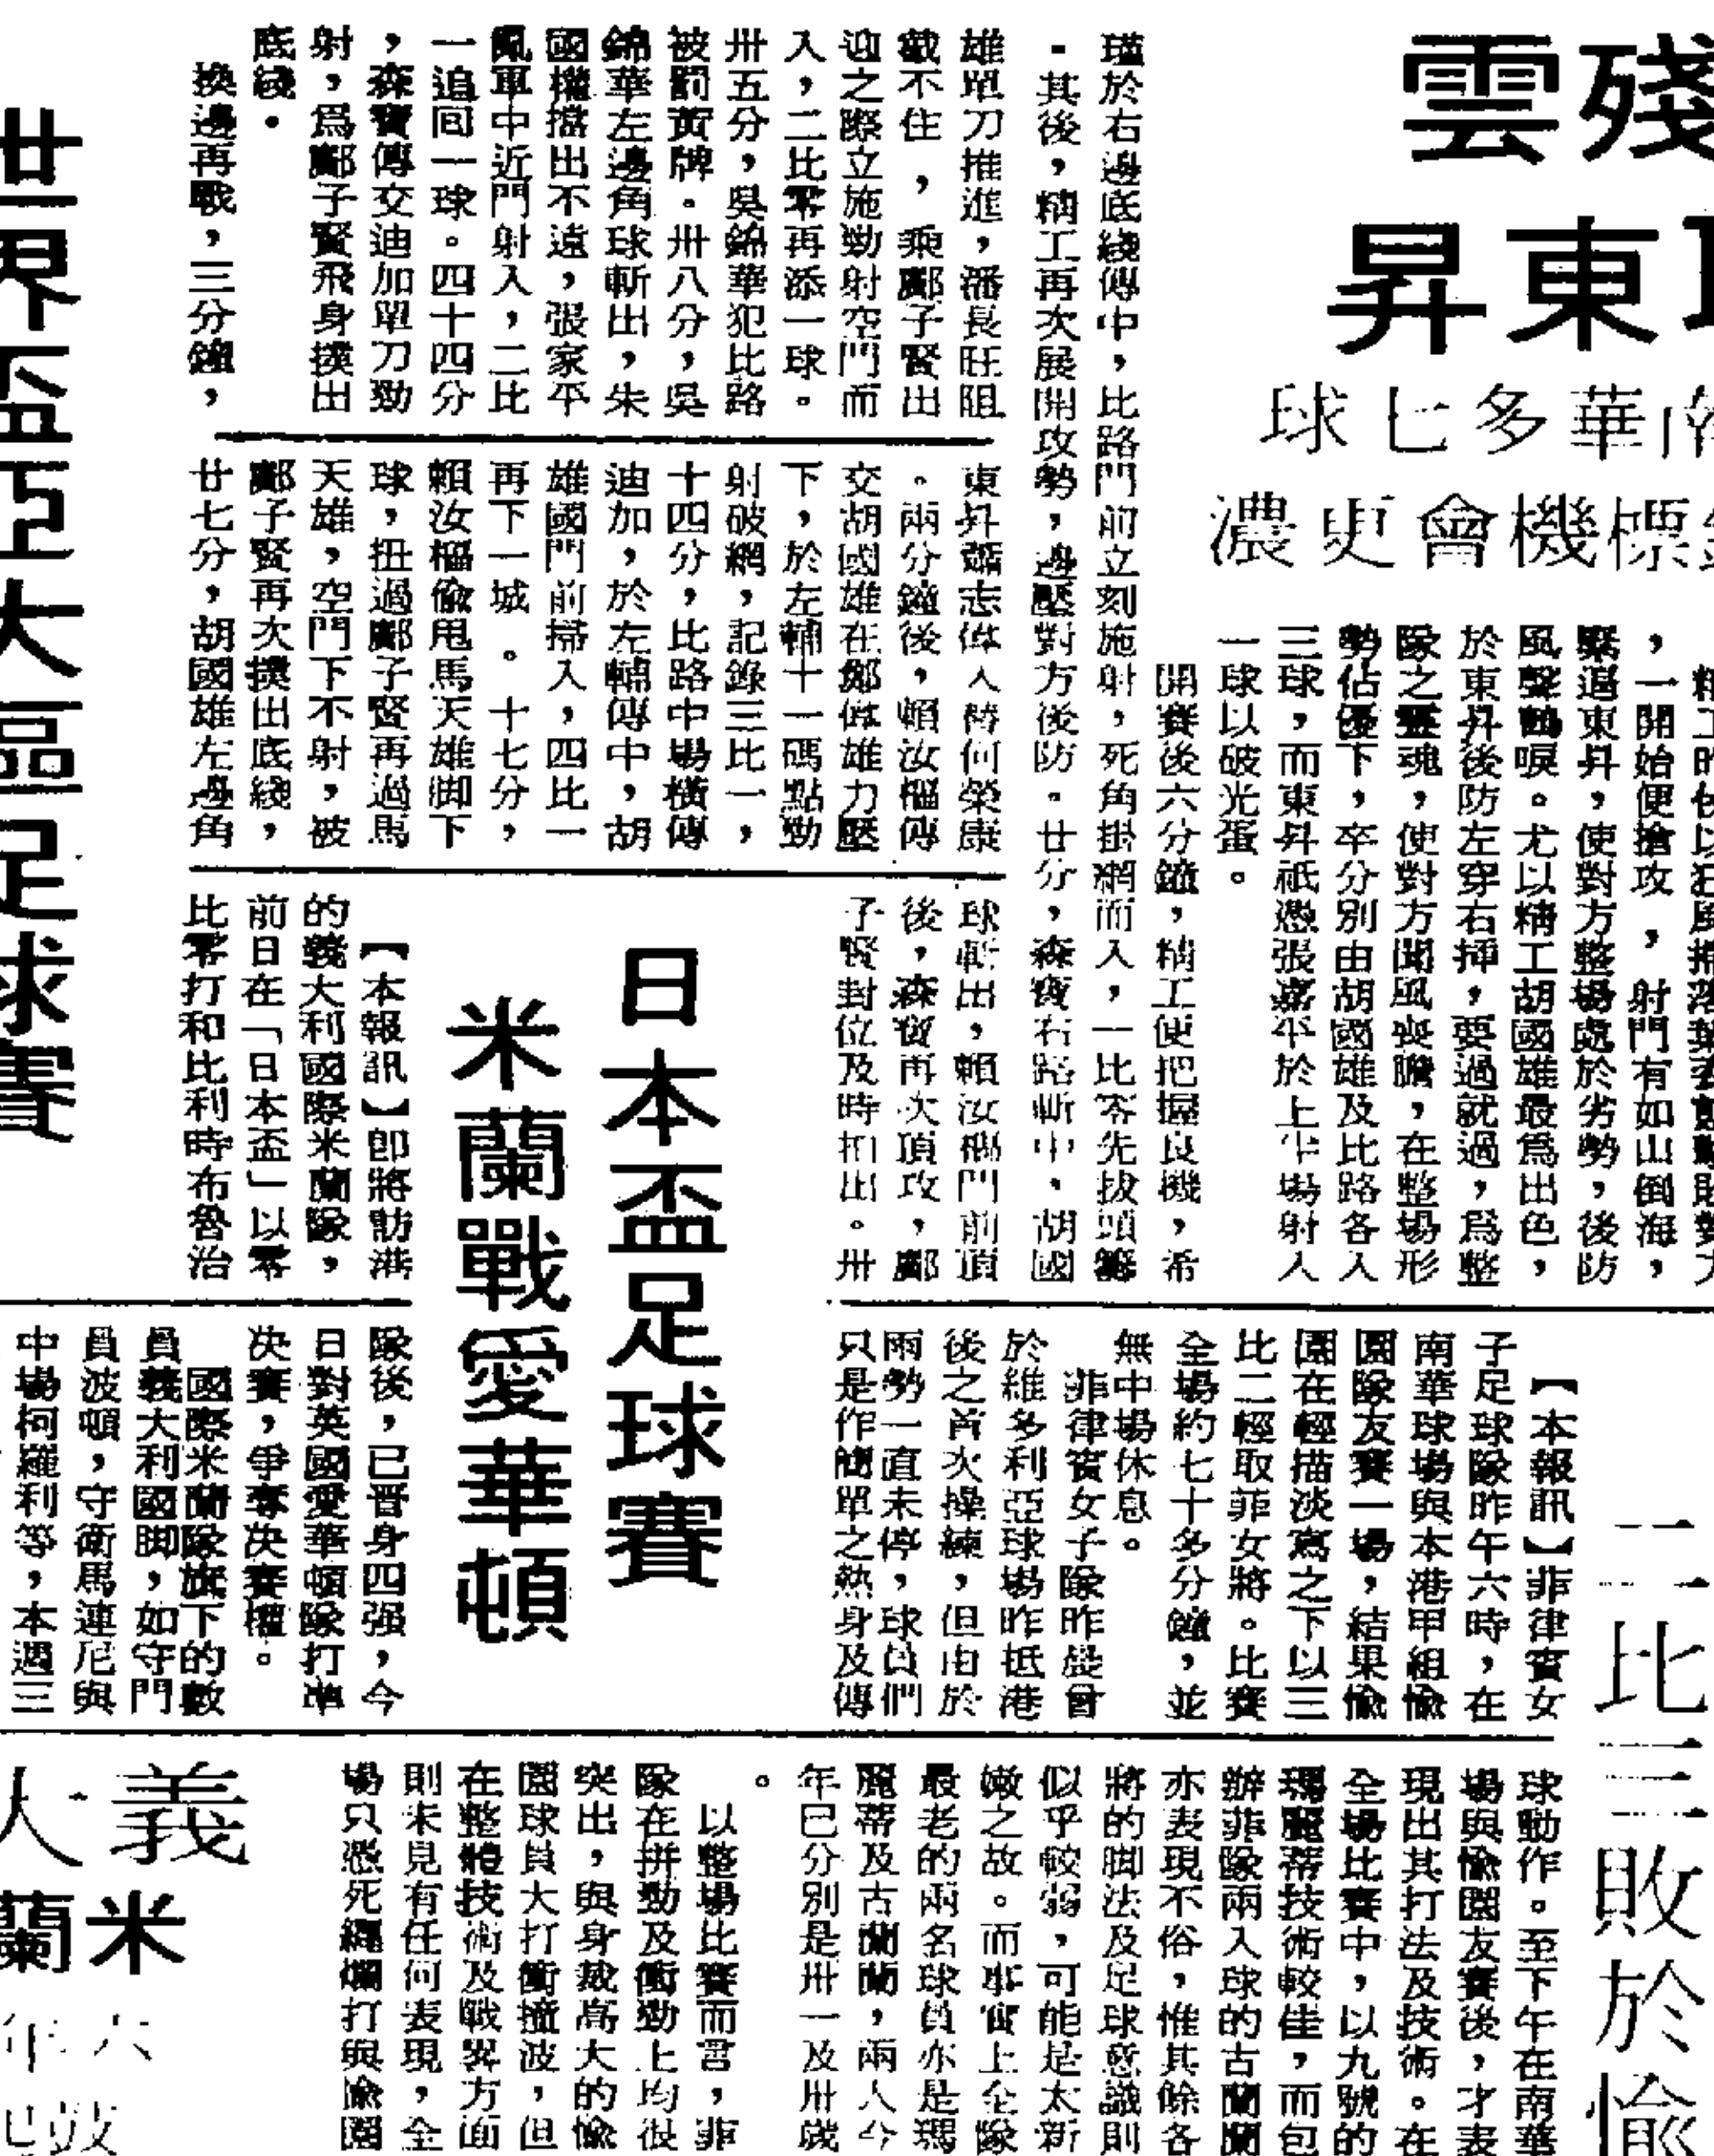 殘雲
東昇
南華多七球
標機會更濃
，一開始便搶攻，射門有如山倒海，
緊逼東昇，使對方整場處於劣勢，後防
風聲鶴唳。尤以精工胡國雄最爲出色，
於東昇後防左穿右揷，要過就過，爲整
隊之靈魂，使對方聞風喪膽，在整場形
勢佔優下，卒分別由胡國雄及比路各入
三球，而東昇祇憑張嘉平於上半場射入
一球以破光蛋。
開賽後六分鐘，精工便把握良機，希
瑾於右邊底綫傳中，比路門前立刻施射，死角掛網而入，一比零先拔頭籌
。其後，精工再次展開攻勢，邊壓對方後防。廿分，森寶右路斬中，胡國
雄單刀推進，潘長旺阻
截不住，乘鄺子賢出
迎之際立施勁射空門而
入，二比零再添一球。
卅五分，吳錦華犯比路
被罰黃牌。卅八分，吳
錦華左邊角球斬出，朱
國權擋出不遠，張家平
亂軍中近門射入，二比
一追回一球。四十四分
，森寶傳交迪加單刀勁
射，爲鄺子賢飛身撲出
底綫。
換邊再戰，三分鐘，
東昇蕭志偉入替何榮康
。兩分鐘後，賴汝楅傳
交胡國雄在鄭偉雄力壓
下，於左輔十一碼點勁
射破網，記錄三比一，
十四分，比路中場橫傳
迪加，於左輔傳中，胡
雄國門前掃入，四比一
再下一城。十七分，
賴汝楅偷甩馬天雄脚下
球，扭過鄺子賢再過馬
天雄，空門下不射，被
鄺子賢再次撲出底綫，
廿七分，胡國雄左邊角
球斬出，賴汝楅門前頂
後，森寶再次頂攻，鄺
子賢封位及時拍出。卅
日本盃足球賽
米蘭戰愛華頓
【本報訊】卽將訪港
的義大利國際米蘭隊，
前日在「日本盃」以零
比零打和比利時布魯治
隊後，已晋身四强，今
日對英國愛華頓隊打準
决賽，爭奪决賽權。
國際米蘭隊旗下的數
員義大利國脚，如守門
員波頓，守衛馬連尼與
中場柯羅利等，本週三
世界盃亞大區足球賽
二比三敗於愉
【本報訊】菲律賓女
子足球隊昨午六時，在
南華球場與本港甲組愉
園隊友賽一場，結果愉
園在輕描淡寫之下以三
比二輕取菲女將。比賽
全場約七十多分鐘，並
無中場休息。
菲律賓女子隊昨晨曾
於維多利亞球場昨抵港
後之首次操練，但由於
雨勢一直未停，球員們
只是作簡單之熱身及傳
球動作。至下午在南華
場與愉園友賽後，才表
現出其打法及技術。在
全場比賽中，以九號的
瑪麗蒂技術較佳，而包
辦菲隊兩入球的古蘭蘭
亦表現不俗，惟其餘各
將的脚法及足球意識則
似乎較弱，可能是太新
嫩之故。而事實上全隊
最老的兩名球員亦是瑪
麗蒂及古蘭蘭，兩人今
年已分別是卅一及卅歲
。
以整場比賽而言，非
隊在拼勁及衝勁上均很
突出，與身裁高大的愉
園球員大打衝撞波，但
在整體技術及戰畧方面
則未見有任何表現，全
場只憑死纏爛打與愉園
義大
米蘭